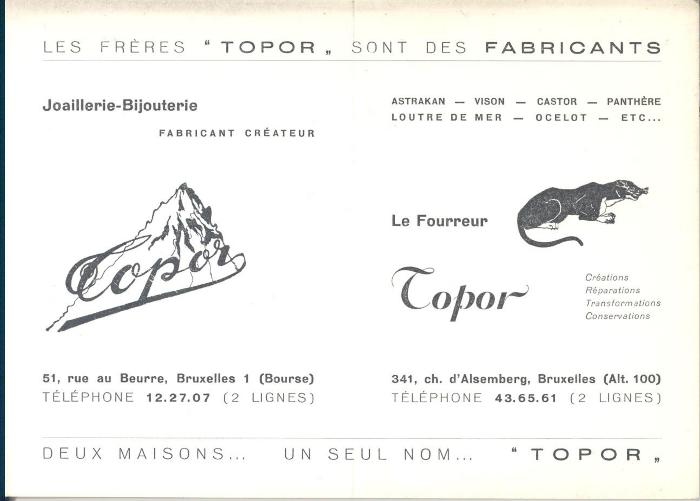 LES FRÈRES “ TOPOR „ SONT DES FABRICANTS
Joaillerie-Bijouterie
FABRICANT CRÉATEUR
Topor
51, rue au Beurre, Bruxelles 1 (Bourse)
TÉLÉPHONE 12.27.07 (2 LIGNES)
ASTRAKAN — VISON — CASTOR — PANTHÈRE
LOUTRE DE MER — OCELOT — ETC...
Le Fourreur
Topor
Créations
Réparations
Transformations
Conservations
341, ch. d'Alsemberg, Bruxelles (Alt. 100)
TÉLÉPHONE 43.65.61 (2 LIGNES)
DEUX MAISONS... UN SEUL NOM... “ TOPOR „